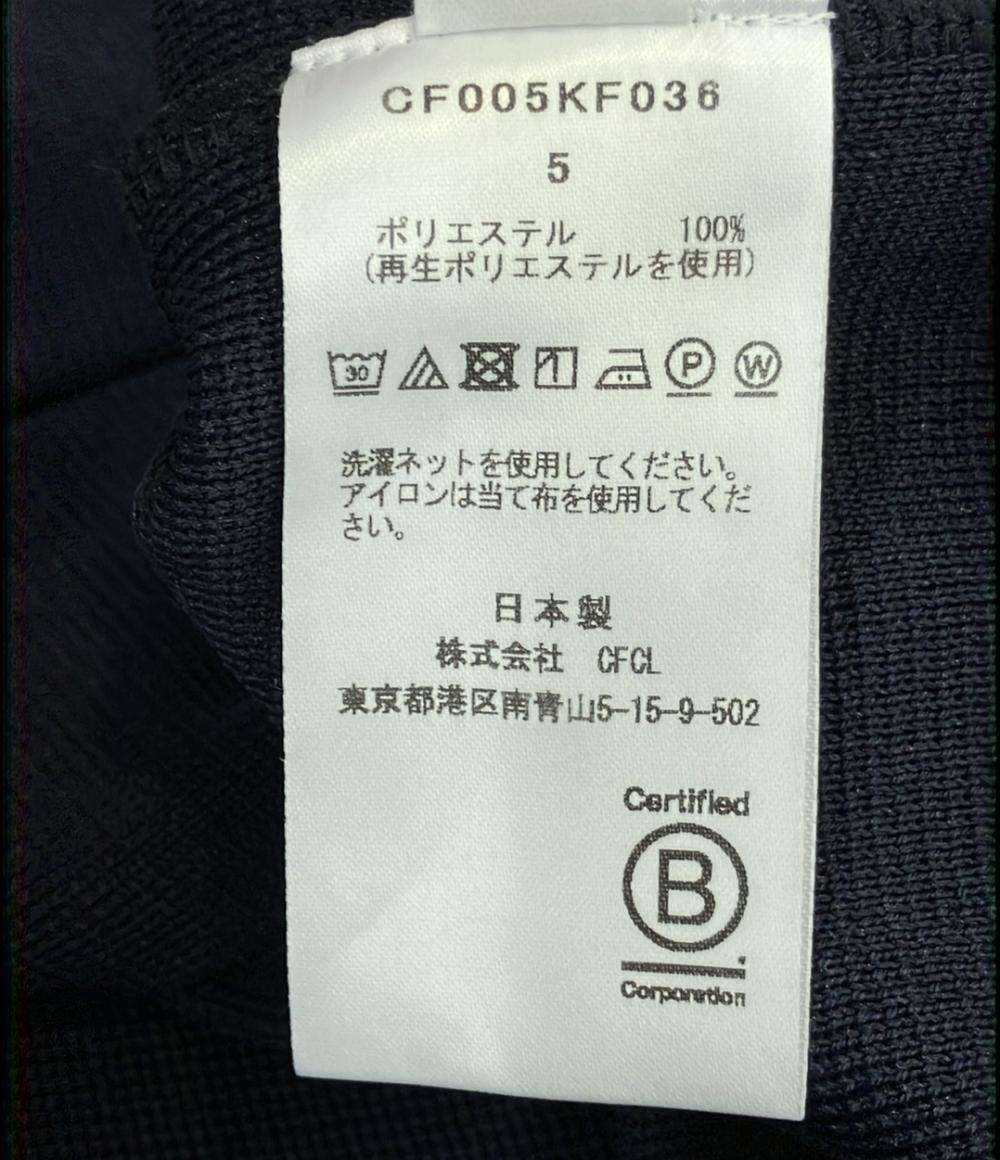 CF005KF036
5
ポリエステル 100%
(再生ポリエステルを使用)
30 P W
洗濯ネットを使用してください。
アイロンは当て布を使用してくだ
さい。
日本製
株式会社 CFCL
東京都港区南青山5-15-9-502
Certified
B
Corporation